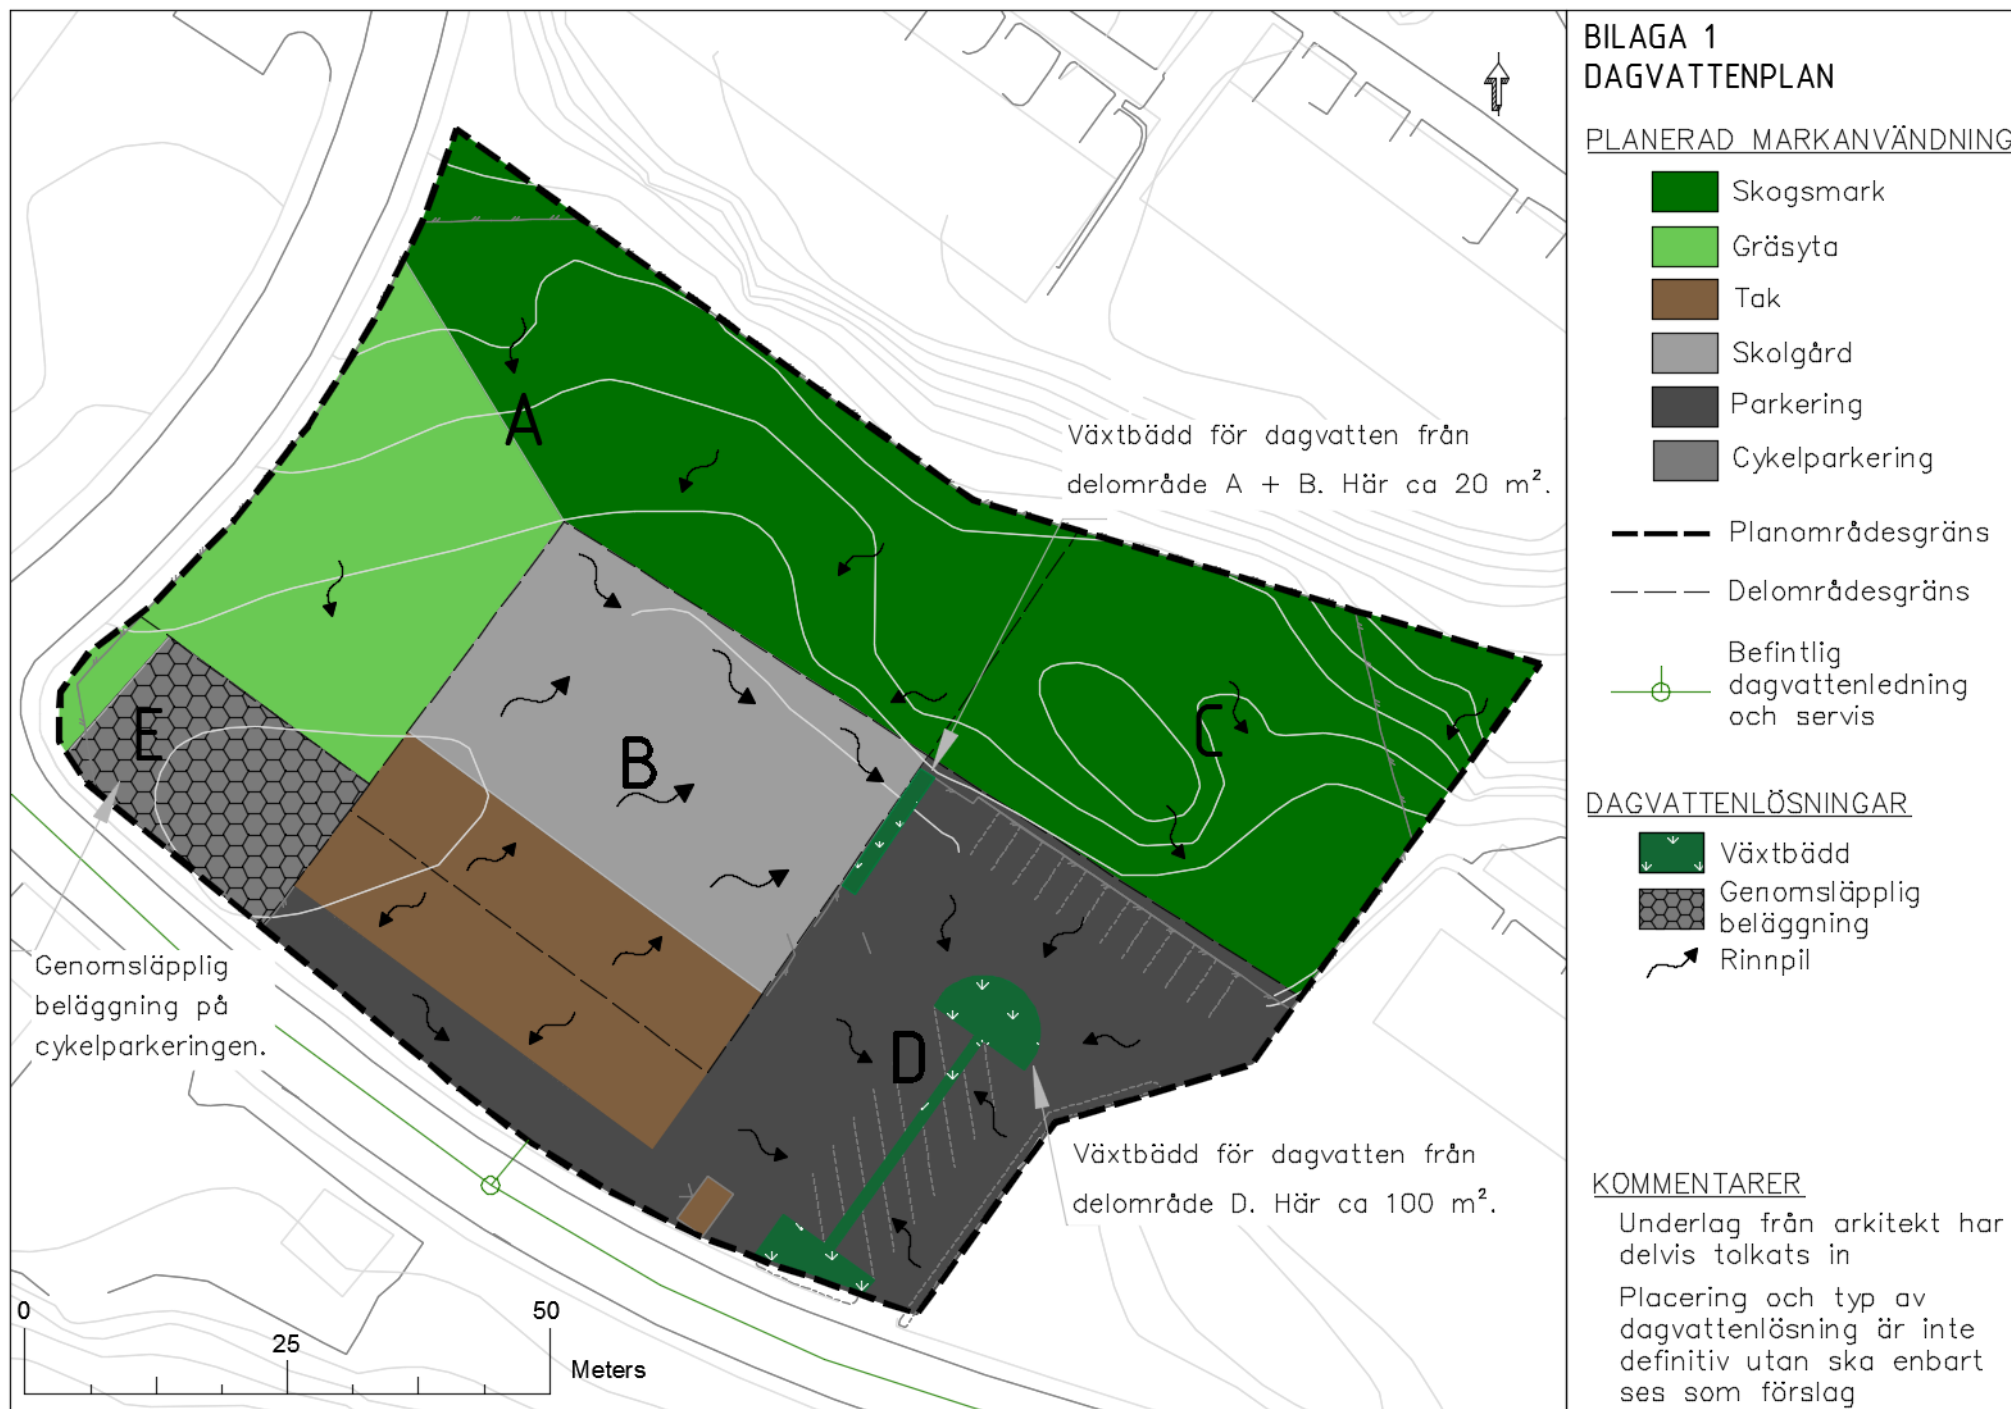 BILAGA 1
DAGVATTENPLAN
PLANERAD MARKANVÄNDNING
Skogsmark
Gräsyta
Tak
Skolgård
Parkering
Cykelparkering
Planområdesgräns
Delområdesgräns
Befintlig
dagvattenledning
och servis
DAGVATTENLÖSNINGAR
Växtbädd
Genomsläpplig
beläggning
Rinnpil
KOMMENTARER
Underlag från arkitekt har
delvis tolkats in
Placering och typ av
dagvattenlösning är inte
definitiv utan ska enbart
ses som förslag
A
Växtbädd för dagvatten från
delområde A + B. Här ca 20 m².
E
B
C
D
Genomsläpplig
beläggning på
cykelparkeringen.
Växtbädd för dagvatten från
delområde D. Här ca 100 m².
0
25
50
Meters